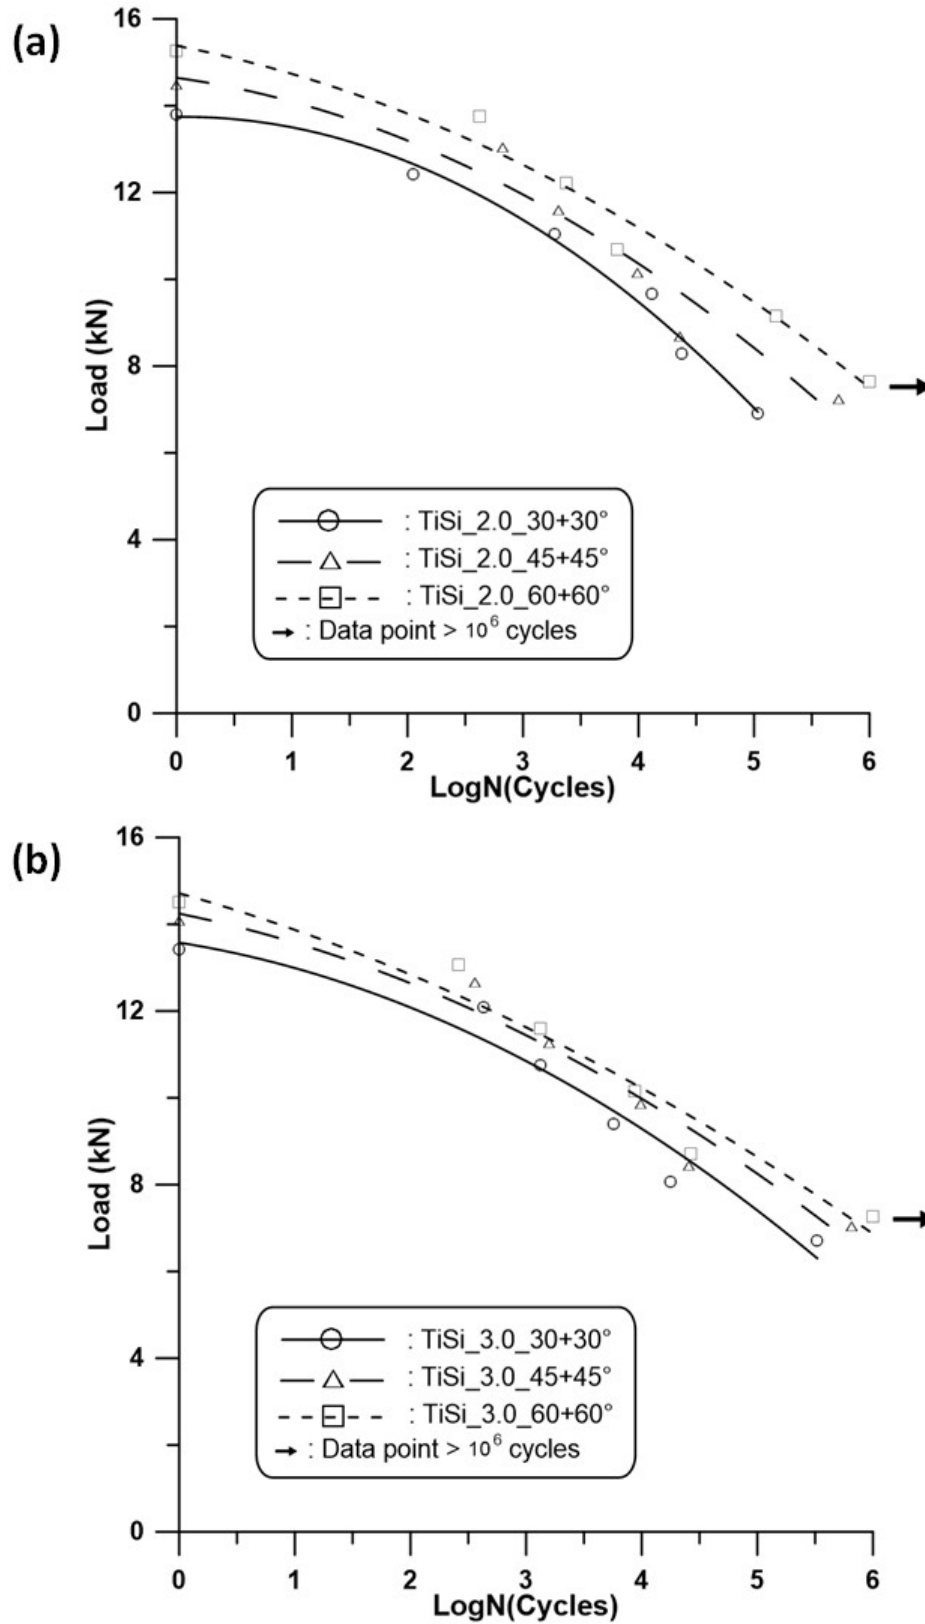 (a)
16
12
8
4
0
Load (kN)
: TiSi_2.0_30+30°
: TiSi_2.0_45+45°
: TiSi_2.0_60+60°
: Data point > 10⁶ cycles
0 1 2 3 4 5 6
LogN(Cycles)
(b)
16
12
8
4
0
Load (kN)
: TiSi_3.0_30+30°
: TiSi_3.0_45+45°
: TiSi_3.0_60+60°
: Data point > 10⁶ cycles
0 1 2 3 4 5 6
LogN(Cycles)